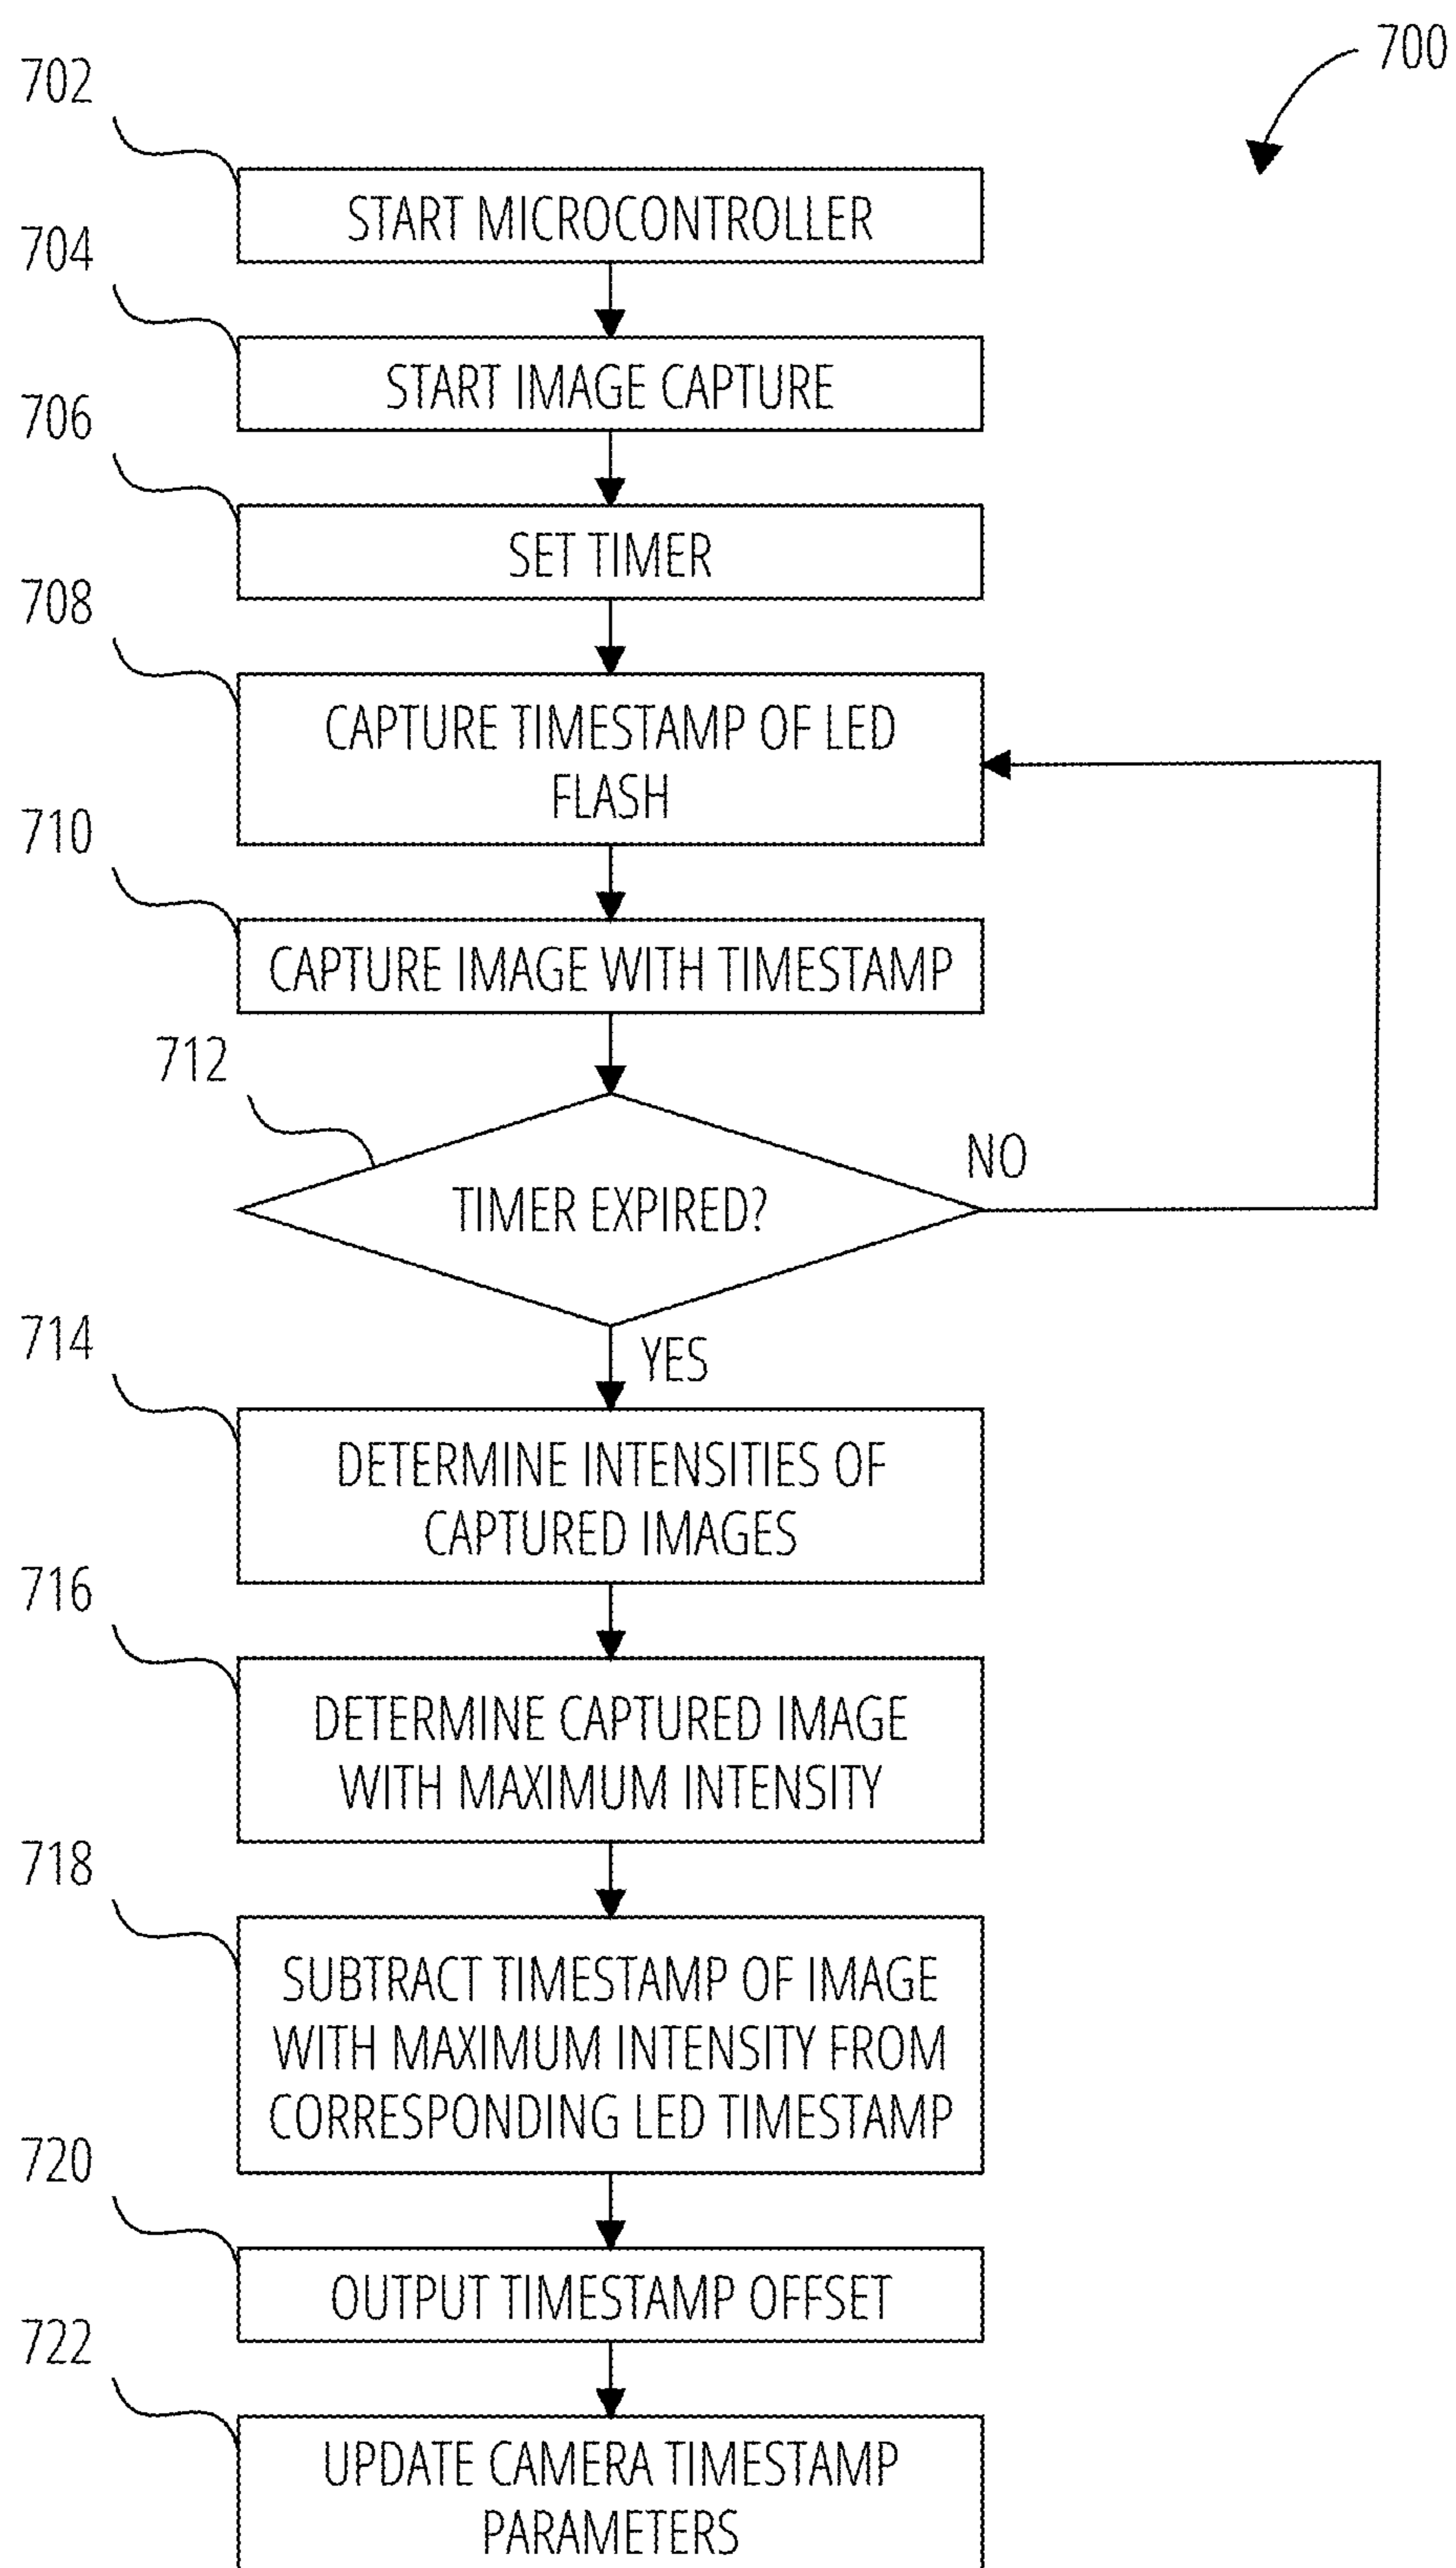 700
702
START MICROCONTROLLER
704
START IMAGE CAPTURE
706
SET TIMER
708
CAPTURE TIMESTAMP OF LED
FLASH
710
CAPTURE IMAGE WITH TIMESTAMP
712
TIMER EXPIRED?
NO
YES
714
DETERMINE INTENSITIES OF
CAPTURED IMAGES
716
DETERMINE CAPTURED IMAGE
WITH MAXIMUM INTENSITY
718
SUBTRACT TIMESTAMP OF IMAGE
WITH MAXIMUM INTENSITY FROM
CORRESPONDING LED TIMESTAMP
720
OUTPUT TIMESTAMP OFFSET
722
UPDATE CAMERA TIMESTAMP
PARAMETERS